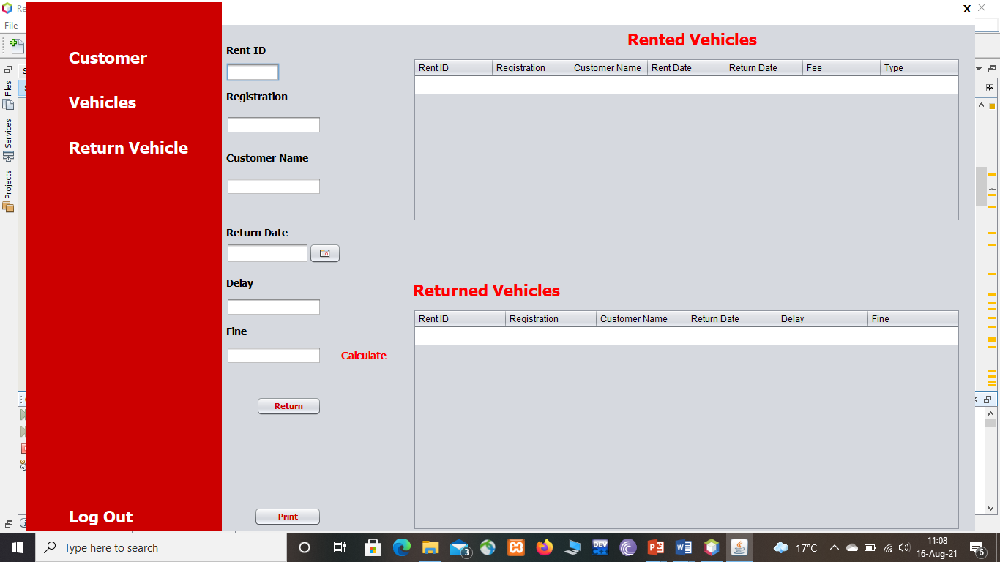 Re
X
File
Files
Services
Projects
Customer
Vehicles
Return Vehicle
Log Out
Rent ID
Registration
Customer Name
Return Date
Delay
Fine
Calculate
Return
Print
Rented Vehicles
Rent ID Registration Customer Name Rent Date Return Date Fee Type
Returned Vehicles
Rent ID Registration Customer Name Return Date Delay Fine
Type here to search
3
DEV
17°C
11:08
16-Aug-21
6